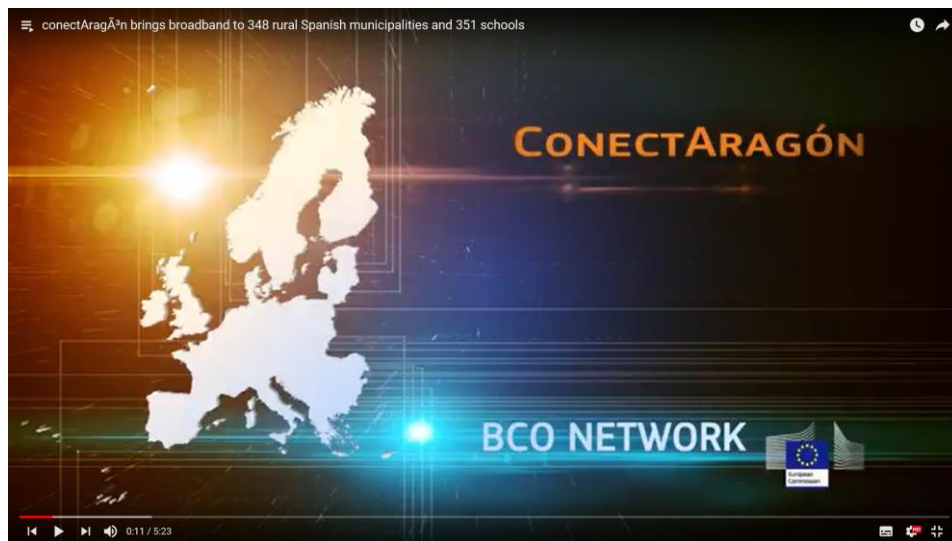 conectAragÃ³n brings broadband to 348 rural Spanish municipalities and 351 schools
CONECTARAGÓN
BCO NETWORK
European
Commission
0:11 / 5:23
HD